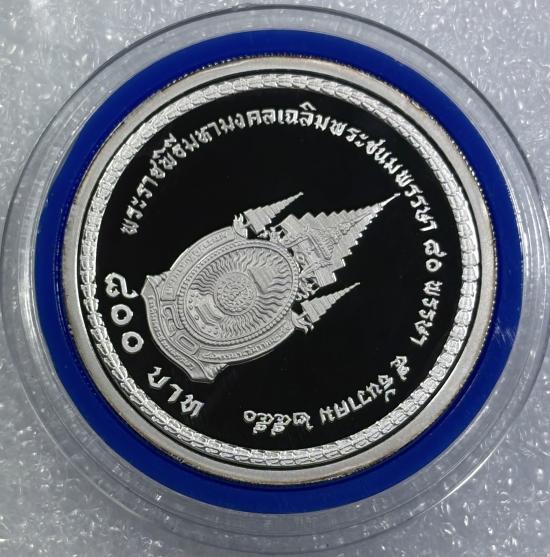 พระราชพิธีมหามงคลเฉลิมพระชนมพรรษา ๘๐ พรรษา ๕ ธันวาคม ๒๕๕๐
๘๐๐ บาท